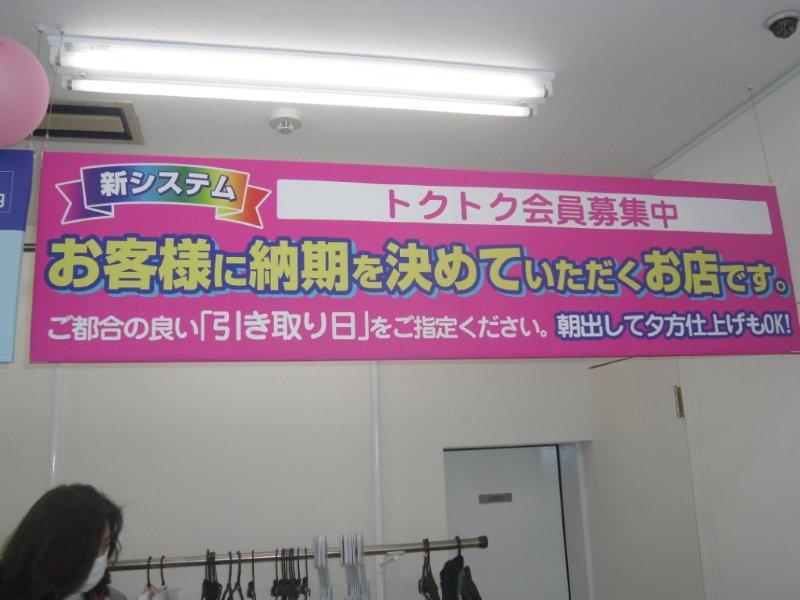 新システム
トクトク会員募集中
お客様に納期を決めていただくお店です。
ご都合の良い「引き取り日」をご指定ください。朝出して夕方仕上げもOK!